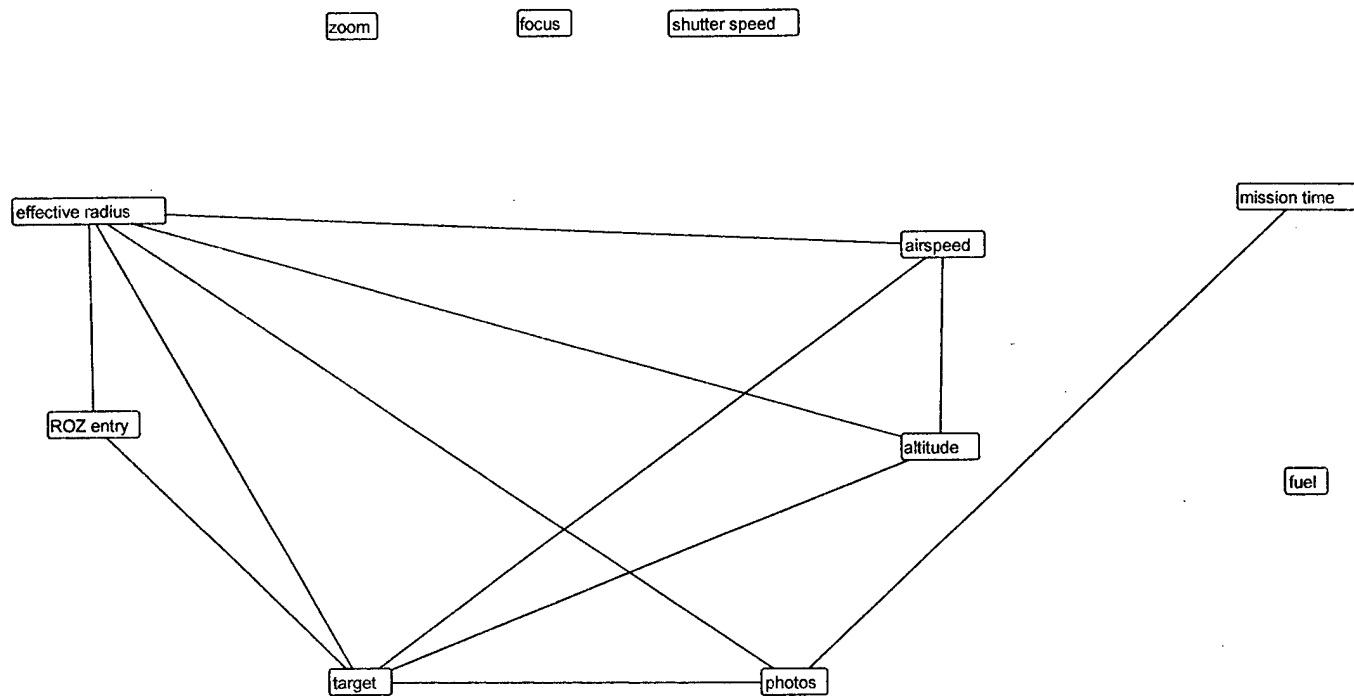 zoom
focus
shutter speed
effective radius
mission time
airspeed
ROZ entry
altitude
fuel
target
photos